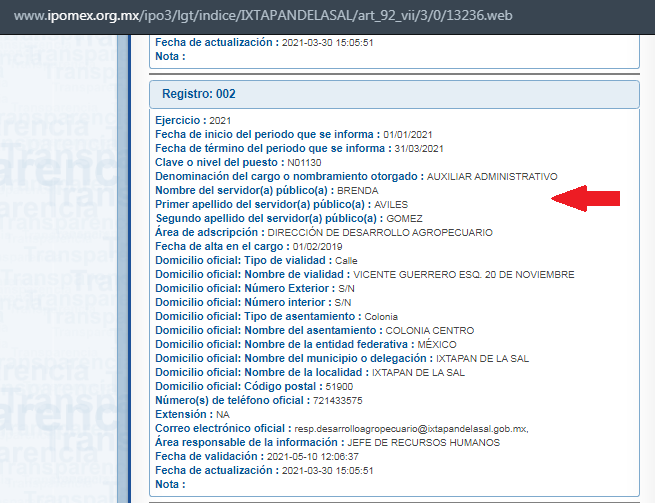 www.ipomex.org.mx/ipo3/lgt/indice/IXTAPANDELASAL/art_92_vii/3/0/13236.web
Fecha de actualización : 2021-03-30 15:05:51
Nota :
Registro: 002
Ejercicio : 2021
Fecha de inicio del periodo que se informa : 01/01/2021
Fecha de término del periodo que se informa : 31/03/2021
Clave o nivel del puesto : N01130
Denominación del cargo o nombramiento otorgado : AUXILIAR ADMINISTRATIVO
Nombre del servidor(a) público(a) : BRENDA
Primer apellido del servidor(a) público(a) : AVILES
Segundo apellido del servidor(a) público(a) : GOMEZ
Área de adscripción : DIRECCIÓN DE DESARROLLO AGROPECUARIO
Fecha de alta en el cargo : 01/02/2019
Domicilio oficial: Tipo de vialidad : Calle
Domicilio oficial: Nombre de vialidad : VICENTE GUERRERO ESQ. 20 DE NOVIEMBRE
Domicilio oficial: Número Exterior : S/N
Domicilio oficial: Número interior : S/N
Domicilio oficial: Tipo de asentamiento : Colonia
Domicilio oficial: Nombre del asentamiento : COLONIA CENTRO
Domicilio oficial: Nombre de la entidad federativa : MÉXICO
Domicilio oficial: Nombre del municipio o delegación : IXTAPAN DE LA SAL
Domicilio oficial: Nombre de la localidad : IXTAPAN DE LA SAL
Domicilio oficial: Código postal : 51900
Número(s) de teléfono oficial : 721433575
Extensión : NA
Correo electrónico oficial : resp.desarrolloagropecuario@ixtapandelasal.gob.mx,
Área responsable de la información : JEFE DE RECURSOS HUMANOS
Fecha de validación : 2021-05-10 12:06:37
Fecha de actualización : 2021-03-30 15:05:51
Nota :